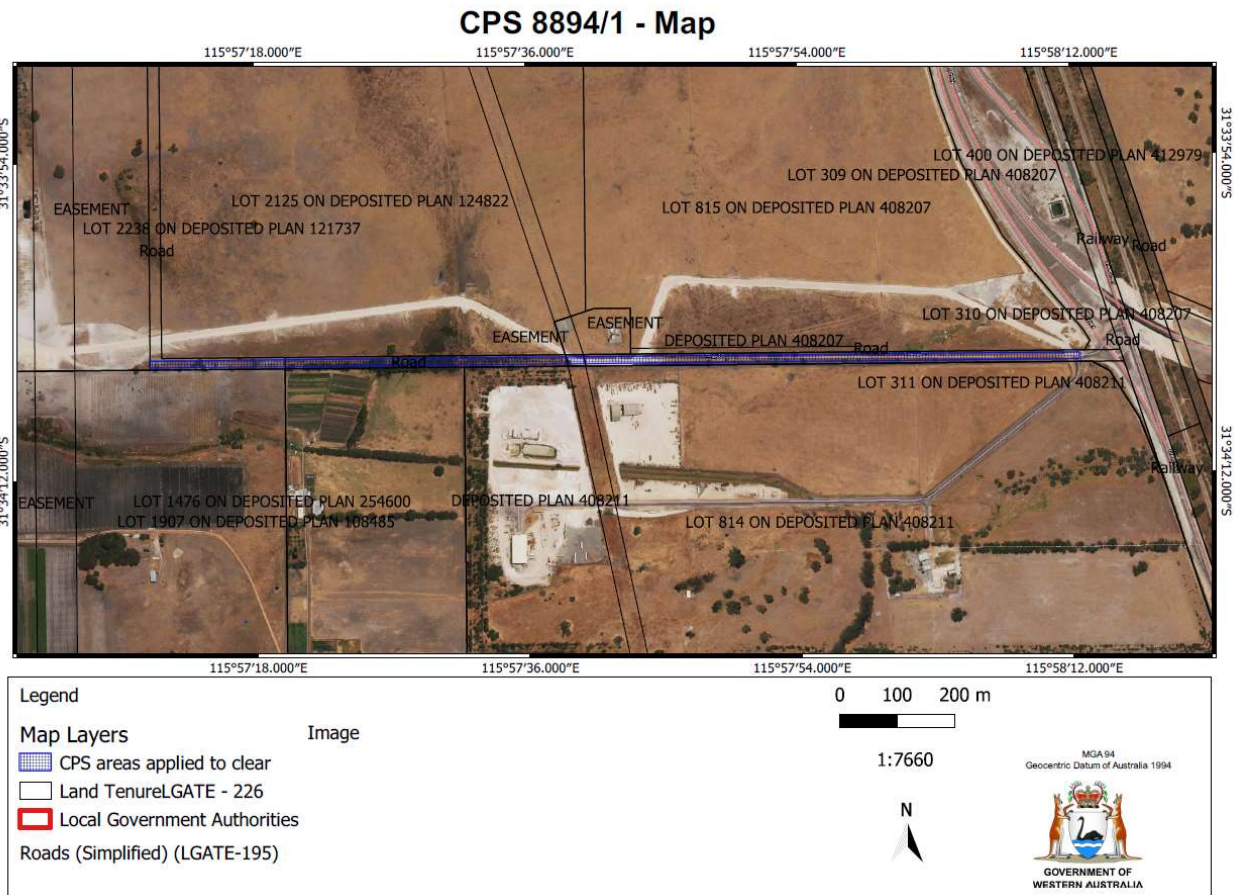 CPS 8894/1 - Map
115°57'18.000"E 115°57'36.000"E 115°57'54.000"E 115°58'12.000"E
31°33'54.000"S
31°33'54.000"S
LOT 400 ON DEPOSITED PLAN 412979
LOT 309 ON DEPOSITED PLAN 408207
LOT 2125 ON DEPOSITED PLAN 124822
LOT 815 ON DEPOSITED PLAN 408207
EASEMENT
LOT 2238 ON DEPOSITED PLAN 121737
Road
Railway
Road
LOT 310 ON DEPOSITED PLAN 408207
EASEMENT
EASEMENT
DEPOSITED PLAN 408207
Road
Road
Road
LOT 311 ON DEPOSITED PLAN 408211
31°34'12.000"S
31°34'12.000"S
Railway
EASEMENT
LOT 1476 ON DEPOSITED PLAN 254600
DEPOSITED PLAN 408211
LOT 1907 ON DEPOSITED PLAN 108485
LOT 814 ON DEPOSITED PLAN 408211
115°57'18.000"E 115°57'36.000"E 115°57'54.000"E 115°58'12.000"E
Legend
Map Layers
Image
CPS areas applied to clear
Land TenureLGATE - 226
Local Government Authorities
Roads (Simplified) (LGATE-195)
0 100 200 m
1:7660
N
MGA 94
Geocentric Datum of Australia 1994
GOVERNMENT OF
WESTERN AUSTRALIA